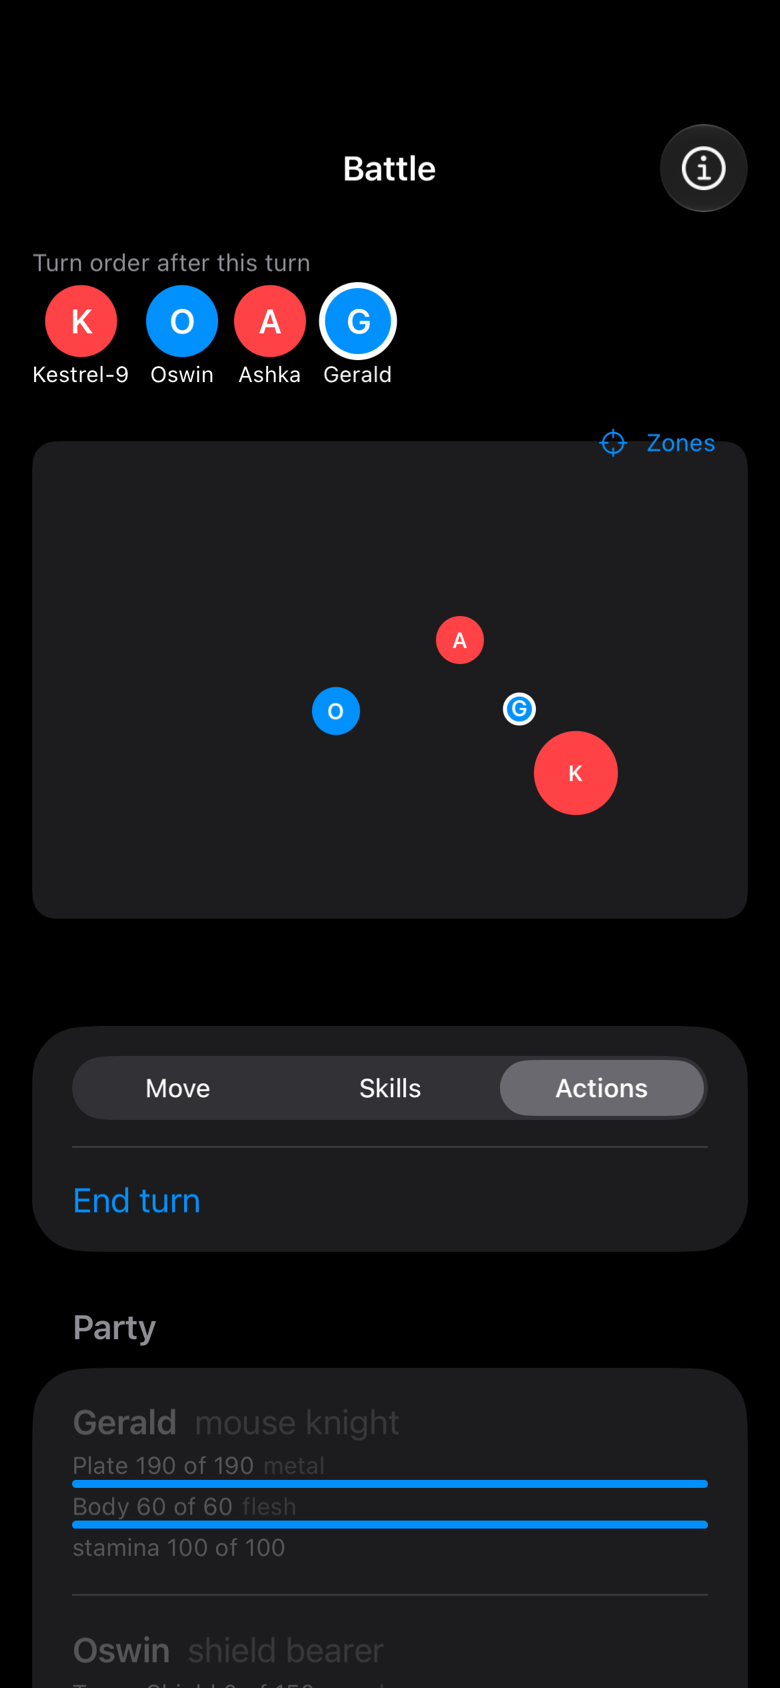 Battle
Turn order after this turn
K O A G
Kestrel-9 Oswin Ashka Gerald
Zones
A
O
G
K
Move Skills Actions
End turn
Party
Gerald mouse knight
Plate 190 of 190 metal
Body 60 of 60 flesh
stamina 100 of 100
Oswin shield bearer